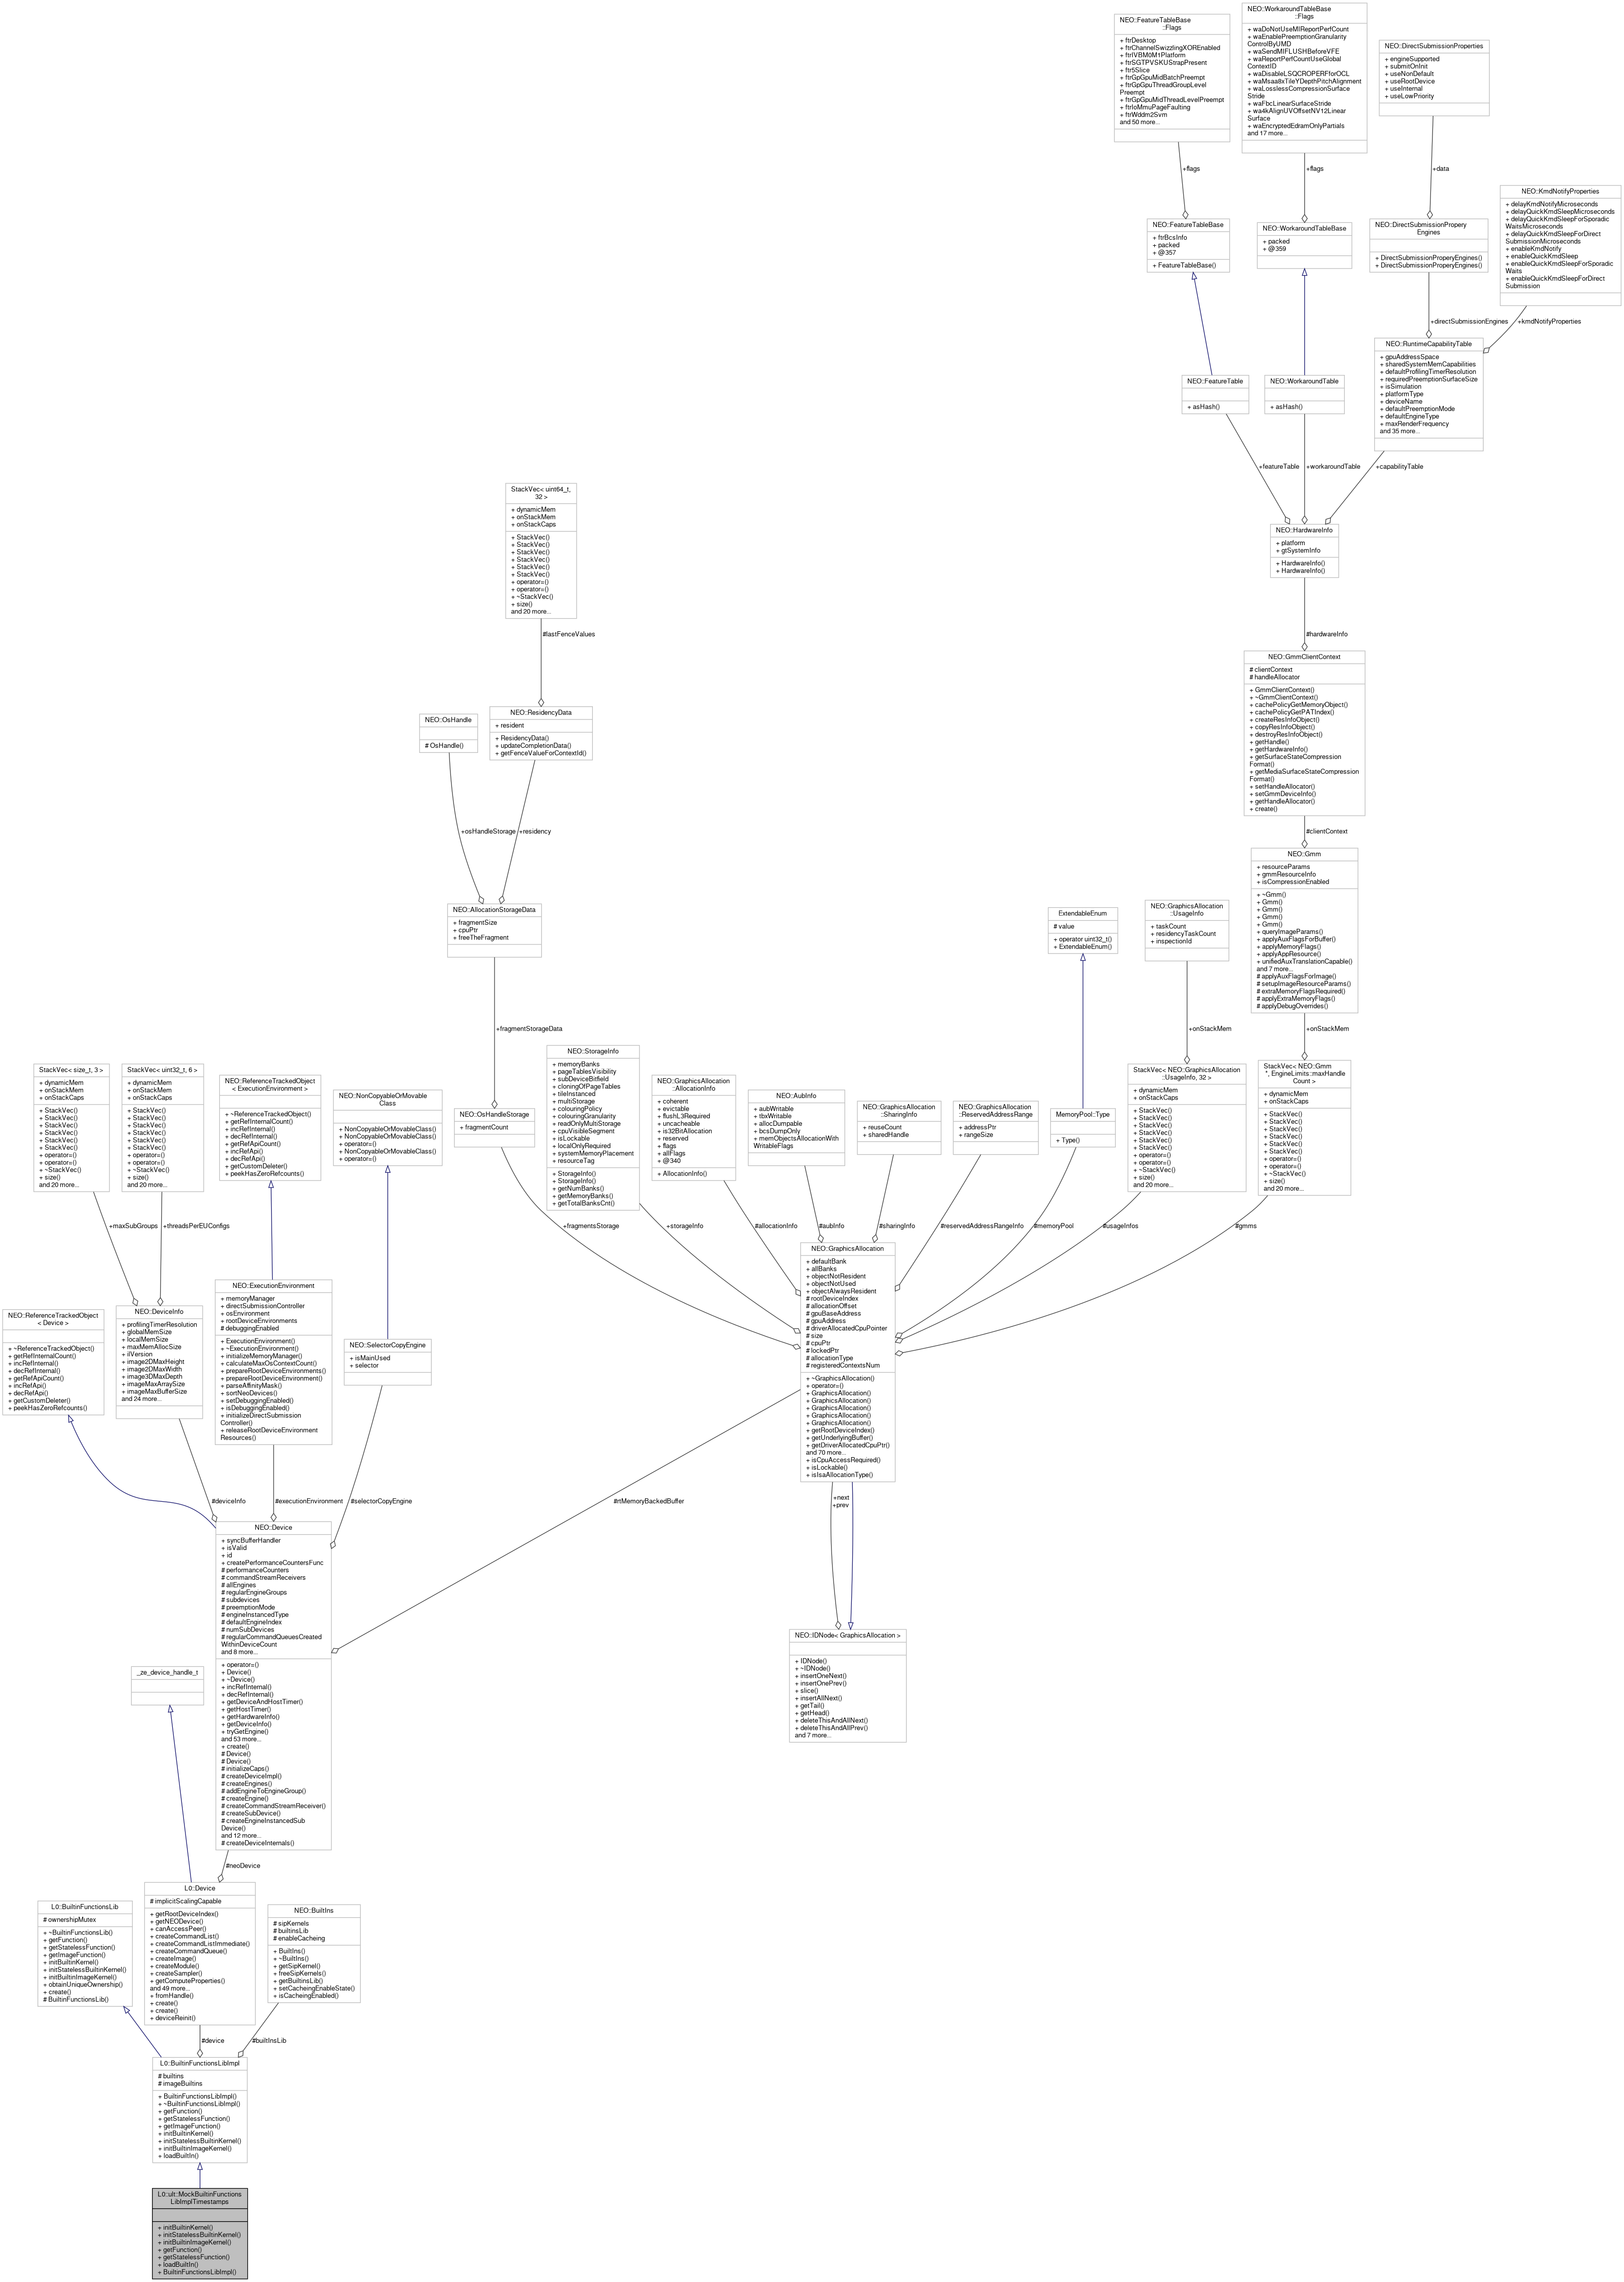 NEO::FeatureTableBase
::Flags
+ ftrDesktop
+ ftrChannelSwizzlingXOREnabled
+ ftrIVBM0M1Platform
+ ftrSGTPVSKUStrapPresent
+ ftr5Slice
+ ftrGpGpuMidBatchPreempt
+ ftrGpGpuThreadGroupLevel
Preempt
+ ftrGpGpuMidThreadLevelPreempt
+ ftrIoMmuPageFaulting
+ ftrWddm2Svm
and 50 more...
NEO::WorkaroundTableBase
::Flags
+ waDoNotUseMIReportPerfCount
+ waEnablePreemptionGranularity
ControlByUMD
+ waSendMIFLUSHBeforeVFE
+ waReportPerfCountUseGlobal
ContextID
+ waDisableLSQCROPERFforOCL
+ waMsaa8xTileYDepthPitchAlignment
+ waLosslessCompressionSurface
Stride
+ waFbcLinearSurfaceStride
+ wa4kAlignUVOffsetNV12Linear
Surface
+ waEncryptedEdramOnlyPartials
and 17 more...
NEO::DirectSubmissionProperties
+ engineSupported
+ submitOnInit
+ useNonDefault
+ useRootDevice
+ useInternal
+ useLowPriority
+flags
+flags
+data
NEO::KmdNotifyProperties
+ delayKmdNotifyMicroseconds
+ delayQuickKmdSleepMicroseconds
+ delayQuickKmdSleepForSporadic
WaitsMicroseconds
+ delayQuickKmdSleepForDirect
SubmissionMicroseconds
+ enableKmdNotify
+ enableQuickKmdSleep
+ enableQuickKmdSleepForSporadic
Waits
+ enableQuickKmdSleepForDirect
Submission
NEO::FeatureTableBase
+ ftrBcsInfo
+ packed
+ @357
+ FeatureTableBase()
NEO::WorkaroundTableBase
+ packed
+ @359
NEO::DirectSubmissionPropery
Engines
+ DirectSubmissionProperyEngines()
+ DirectSubmissionProperyEngines()
+directSubmissionEngines
+kmdNotifyProperties
NEO::RuntimeCapabilityTable
+ gpuAddressSpace
+ sharedSystemMemCapabilities
+ defaultProfilingTimerResolution
+ requiredPreemptionSurfaceSize
+ isSimulation
+ platformType
+ deviceName
+ defaultPreemptionMode
+ defaultEngineType
+ maxRenderFrequency
and 35 more...
NEO::FeatureTable
+ asHash()
NEO::WorkaroundTable
+ asHash()
+featureTable
+workaroundTable
+capabilityTable
NEO::HardwareInfo
+ platform
+ gtSystemInfo
+ HardwareInfo()
+ HardwareInfo()
#hardwareInfo
StackVec< uint64_t,
32 >
+ dynamicMem
+ onStackMem
+ onStackCaps
+ StackVec()
+ StackVec()
+ StackVec()
+ StackVec()
+ StackVec()
+ StackVec()
+ operator=()
+ operator=()
+ ~StackVec()
+ size()
and 20 more...
#lastFenceValues
NEO::GmmClientContext
# clientContext
# handleAllocator
+ GmmClientContext()
+ ~GmmClientContext()
+ cachePolicyGetMemoryObject()
+ cachePolicyGetPATIndex()
+ createResInfoObject()
+ copyResInfoObject()
+ destroyResInfoObject()
+ getHandle()
+ getHardwareInfo()
+ getSurfaceStateCompression
Format()
+ getMediaSurfaceStateCompression
Format()
+ setHandleAllocator()
+ setGmmDeviceInfo()
+ getHandleAllocator()
+ create()
#clientContext
NEO::OsHandle
# OsHandle()
NEO::ResidencyData
+ resident
+ ResidencyData()
+ updateCompletionData()
+ getFenceValueForContextId()
+osHandleStorage
+residency
NEO::AllocationStorageData
+ fragmentSize
+ cpuPtr
+ freeTheFragment
+fragmentStorageData
ExtendableEnum
# value
+ operator uint32_t()
+ ExtendableEnum()
NEO::GraphicsAllocation
::UsageInfo
+ taskCount
+ residencyTaskCount
+ inspectionId
+onStackMem
NEO::Gmm
+ resourceParams
+ gmmResourceInfo
+ isCompressionEnabled
+ ~Gmm()
+ Gmm()
+ Gmm()
+ Gmm()
+ Gmm()
+ queryImageParams()
+ applyAuxFlagsForBuffer()
+ applyMemoryFlags()
+ applyAppResource()
+ unifiedAuxTranslationCapable()
and 7 more...
# applyAuxFlagsForImage()
# setupImageResourceParams()
# extraMemoryFlagsRequired()
# applyExtraMemoryFlags()
# applyDebugOverrides()
+onStackMem
StackVec< size_t, 3 >
+ dynamicMem
+ onStackMem
+ onStackCaps
+ StackVec()
+ StackVec()
+ StackVec()
+ StackVec()
+ StackVec()
+ StackVec()
+ operator=()
+ operator=()
+ ~StackVec()
+ size()
and 20 more...
StackVec< uint32_t, 6 >
+ dynamicMem
+ onStackMem
+ onStackCaps
+ StackVec()
+ StackVec()
+ StackVec()
+ StackVec()
+ StackVec()
+ StackVec()
+ operator=()
+ operator=()
+ ~StackVec()
+ size()
and 20 more...
NEO::ReferenceTrackedObject
< ExecutionEnvironment >
+ ~ReferenceTrackedObject()
+ getRefInternalCount()
+ incRefInternal()
+ decRefInternal()
+ getRefApiCount()
+ incRefApi()
+ decRefApi()
+ getCustomDeleter()
+ peekHasZeroRefcounts()
NEO::NonCopyableOrMovable
Class
+ NonCopyableOrMovableClass()
+ NonCopyableOrMovableClass()
+ operator=()
+ NonCopyableOrMovableClass()
+ operator=()
NEO::OsHandleStorage
+ fragmentCount
NEO::StorageInfo
+ memoryBanks
+ pageTablesVisibility
+ subDeviceBitfield
+ cloningOfPageTables
+ tileInstanced
+ multiStorage
+ colouringPolicy
+ colouringGranularity
+ readOnlyMultiStorage
+ cpuVisibleSegment
+ isLockable
+ localOnlyRequired
+ systemMemoryPlacement
+ resourceTag
+ StorageInfo()
+ StorageInfo()
+ getNumBanks()
+ getMemoryBanks()
+ getTotalBanksCnt()
NEO::GraphicsAllocation
::AllocationInfo
+ coherent
+ evictable
+ flushL3Required
+ uncacheable
+ is32BitAllocation
+ reserved
+ flags
+ allFlags
+ @340
+ AllocationInfo()
NEO::AubInfo
+ aubWritable
+ tbxWritable
+ allocDumpable
+ bcsDumpOnly
+ memObjectsAllocationWith
WritableFlags
NEO::GraphicsAllocation
::SharingInfo
+ reuseCount
+ sharedHandle
NEO::GraphicsAllocation
::ReservedAddressRange
+ addressPtr
+ rangeSize
MemoryPool::Type
+ Type()
StackVec< NEO::GraphicsAllocation
::UsageInfo, 32 >
+ dynamicMem
+ onStackCaps
+ StackVec()
+ StackVec()
+ StackVec()
+ StackVec()
+ StackVec()
+ StackVec()
+ operator=()
+ operator=()
+ ~StackVec()
+ size()
and 20 more...
StackVec< NEO::Gmm
*, EngineLimits::maxHandle
Count >
+ dynamicMem
+ onStackCaps
+ StackVec()
+ StackVec()
+ StackVec()
+ StackVec()
+ StackVec()
+ StackVec()
+ operator=()
+ operator=()
+ ~StackVec()
+ size()
and 20 more...
+maxSubGroups
+threadsPerEUConfigs
+fragmentsStorage
+storageInfo
#allocationInfo
#aubInfo
#sharingInfo
#reservedAddressRangeInfo
#memoryPool
#usageInfos
#gmms
NEO::ReferenceTrackedObject
< Device >
+ ~ReferenceTrackedObject()
+ getRefInternalCount()
+ incRefInternal()
+ decRefInternal()
+ getRefApiCount()
+ incRefApi()
+ decRefApi()
+ getCustomDeleter()
+ peekHasZeroRefcounts()
NEO::DeviceInfo
+ profilingTimerResolution
+ globalMemSize
+ localMemSize
+ maxMemAllocSize
+ ilVersion
+ image2DMaxHeight
+ image2DMaxWidth
+ image3DMaxDepth
+ imageMaxArraySize
+ imageMaxBufferSize
and 24 more...
NEO::ExecutionEnvironment
+ memoryManager
+ directSubmissionController
+ osEnvironment
+ rootDeviceEnvironments
# debuggingEnabled
+ ExecutionEnvironment()
+ ~ExecutionEnvironment()
+ initializeMemoryManager()
+ calculateMaxOsContextCount()
+ prepareRootDeviceEnvironments()
+ prepareRootDeviceEnvironment()
+ parseAffinityMask()
+ sortNeoDevices()
+ setDebuggingEnabled()
+ isDebuggingEnabled()
+ initializeDirectSubmission
Controller()
+ releaseRootDeviceEnvironment
Resources()
NEO::SelectorCopyEngine
+ isMainUsed
+ selector
NEO::GraphicsAllocation
+ defaultBank
+ allBanks
+ objectNotResident
+ objectNotUsed
+ objectAlwaysResident
# rootDeviceIndex
# allocationOffset
# gpuBaseAddress
# gpuAddress
# driverAllocatedCpuPointer
# size
# cpuPtr
# lockedPtr
# allocationType
# registeredContextsNum
+ ~GraphicsAllocation()
+ operator=()
+ GraphicsAllocation()
+ GraphicsAllocation()
+ GraphicsAllocation()
+ GraphicsAllocation()
+ GraphicsAllocation()
+ getRootDeviceIndex()
+ getUnderlyingBuffer()
+ getDriverAllocatedCpuPtr()
and 70 more...
+ isCpuAccessRequired()
+ isLockable()
+ isIsaAllocationType()
#deviceInfo
#executionEnvironment
#selectorCopyEngine
#rtMemoryBackedBuffer
+next
+prev
NEO::Device
+ syncBufferHandler
+ isValid
+ id
+ createPerformanceCountersFunc
# performanceCounters
# commandStreamReceivers
# allEngines
# regularEngineGroups
# subdevices
# preemptionMode
# engineInstancedType
# defaultEngineIndex
# numSubDevices
# regularCommandQueuesCreated
WithinDeviceCount
and 8 more...
+ operator=()
+ Device()
+ ~Device()
+ incRefInternal()
+ decRefInternal()
+ getDeviceAndHostTimer()
+ getHostTimer()
+ getHardwareInfo()
+ getDeviceInfo()
+ tryGetEngine()
and 53 more...
+ create()
# Device()
# Device()
# initializeCaps()
# createDeviceImpl()
# createEngines()
# addEngineToEngineGroup()
# createEngine()
# createCommandStreamReceiver()
# createSubDevice()
# createEngineInstancedSub
Device()
and 12 more...
# createDeviceInternals()
NEO::IDNode< GraphicsAllocation >
+ IDNode()
+ ~IDNode()
+ insertOneNext()
+ insertOnePrev()
+ slice()
+ insertAllNext()
+ getTail()
+ getHead()
+ deleteThisAndAllNext()
+ deleteThisAndAllPrev()
and 7 more...
_ze_device_handle_t
#neoDevice
L0::BuiltinFunctionsLib
# ownershipMutex
+ ~BuiltinFunctionsLib()
+ getFunction()
+ getStatelessFunction()
+ getImageFunction()
+ initBuiltinKernel()
+ initStatelessBuiltinKernel()
+ initBuiltinImageKernel()
+ obtainUniqueOwnership()
+ create()
# BuiltinFunctionsLib()
L0::Device
# implicitScalingCapable
+ getRootDeviceIndex()
+ getNEODevice()
+ canAccessPeer()
+ createCommandList()
+ createCommandListImmediate()
+ createCommandQueue()
+ createImage()
+ createModule()
+ createSampler()
+ getComputeProperties()
and 49 more...
+ fromHandle()
+ create()
+ create()
+ deviceReinit()
NEO::BuiltIns
# sipKernels
# builtinsLib
# enableCacheing
+ BuiltIns()
+ ~BuiltIns()
+ getSipKernel()
+ freeSipKernels()
+ getBuiltinsLib()
+ setCacheingEnableState()
+ isCacheingEnabled()
#device
#builtInsLib
L0::BuiltinFunctionsLibImpl
# builtins
# imageBuiltins
+ BuiltinFunctionsLibImpl()
+ ~BuiltinFunctionsLibImpl()
+ getFunction()
+ getStatelessFunction()
+ getImageFunction()
+ initBuiltinKernel()
+ initStatelessBuiltinKernel()
+ initBuiltinImageKernel()
+ loadBuiltIn()
L0::ult::MockBuiltinFunctions
LibImplTimestamps
+ initBuiltinKernel()
+ initStatelessBuiltinKernel()
+ initBuiltinImageKernel()
+ getFunction()
+ getStatelessFunction()
+ loadBuiltIn()
+ BuiltinFunctionsLibImpl()